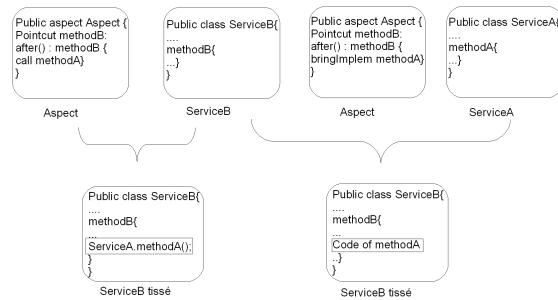 Public aspect Aspect {
Pointcut methodB:
after() : methodB {
call methodA}
}
Aspect
Public class ServiceB{
....
methodB{
...}
}
ServiceB
Public aspect Aspect {
Pointcut methodB:
after() : methodB {
bringImplem methodA}
}
Aspect
Public class ServiceA{
....
methodA{
...}
}
ServiceA
Public class ServiceB{
....
methodB{
...
ServiceA.methodA();
}
}
ServiceB tissé
Public class ServiceB{
....
methodB{
...
Code of methodA
..}
}
ServiceB tissé